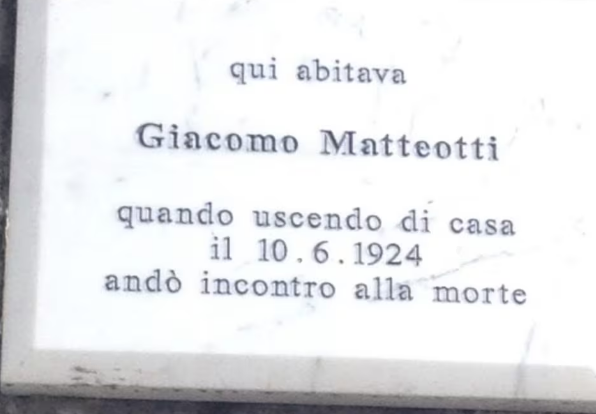 qui abitava
Giacomo Matteotti
quando uscendo di casa
il 10.6.1924
andò incontro alla morte